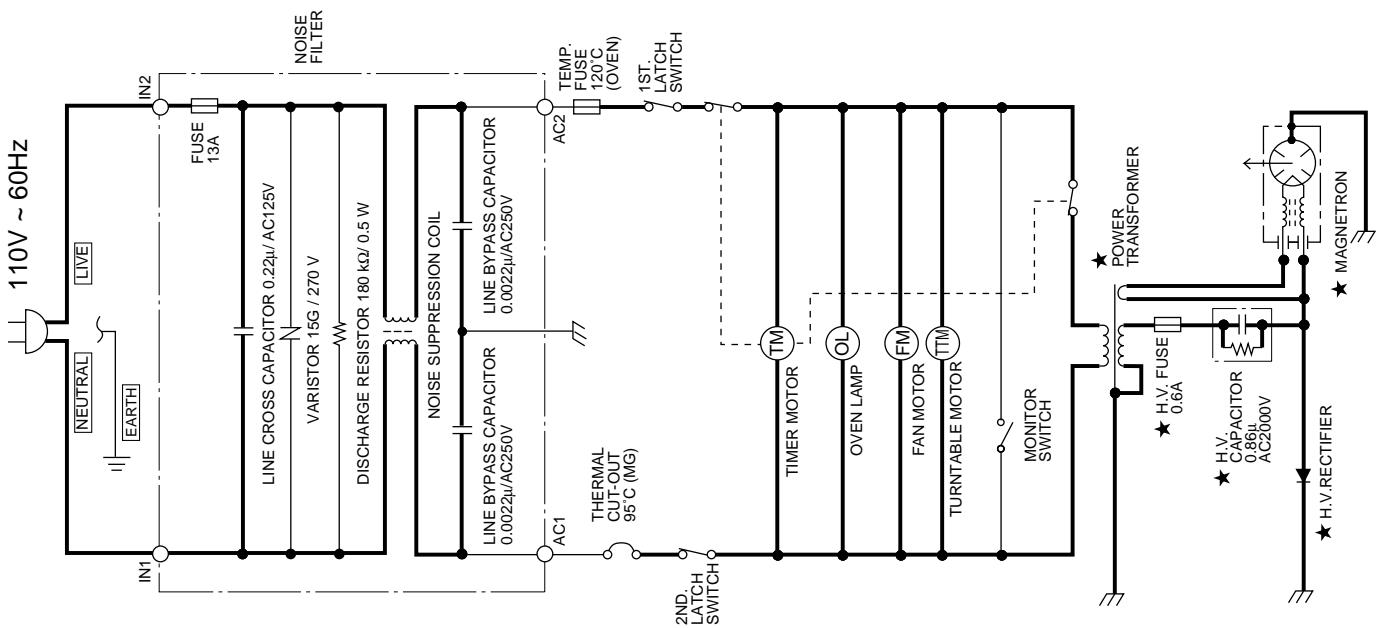 110V ~ 60Hz
NEUTRAL
LIVE
EARTH
IN1
IN2
NOISE
FILTER
FUSE
13A
LINE CROSS CAPACITOR 0.22µ/ AC125V
VARISTOR 15G / 270 V
DISCHARGE RESISTOR 180 kΩ/ 0.5 W
NOISE SUPPRESSION COIL
LINE BYPASS CAPACITOR
0.0022µ/AC250V
LINE BYPASS CAPACITOR
0.0022µ/AC250V
AC1
AC2
THERMAL
CUT-OUT
95˚C (MG)
TEMP.
FUSE
120˚C
(OVEN)
2ND.
LATCH
SWITCH
1ST.
LATCH
SWITCH
TM
TIMER MOTOR
OL
OVEN LAMP
FM
FAN MOTOR
TTM
TURNTABLE MOTOR
MONITOR
SWITCH
★ POWER
TRANSFORMER
★ H.V. FUSE
0.6A
★ H.V.
CAPACITOR
0.86µ
AC2000V
★ H.V.RECTIFIER
★ MAGNETRON